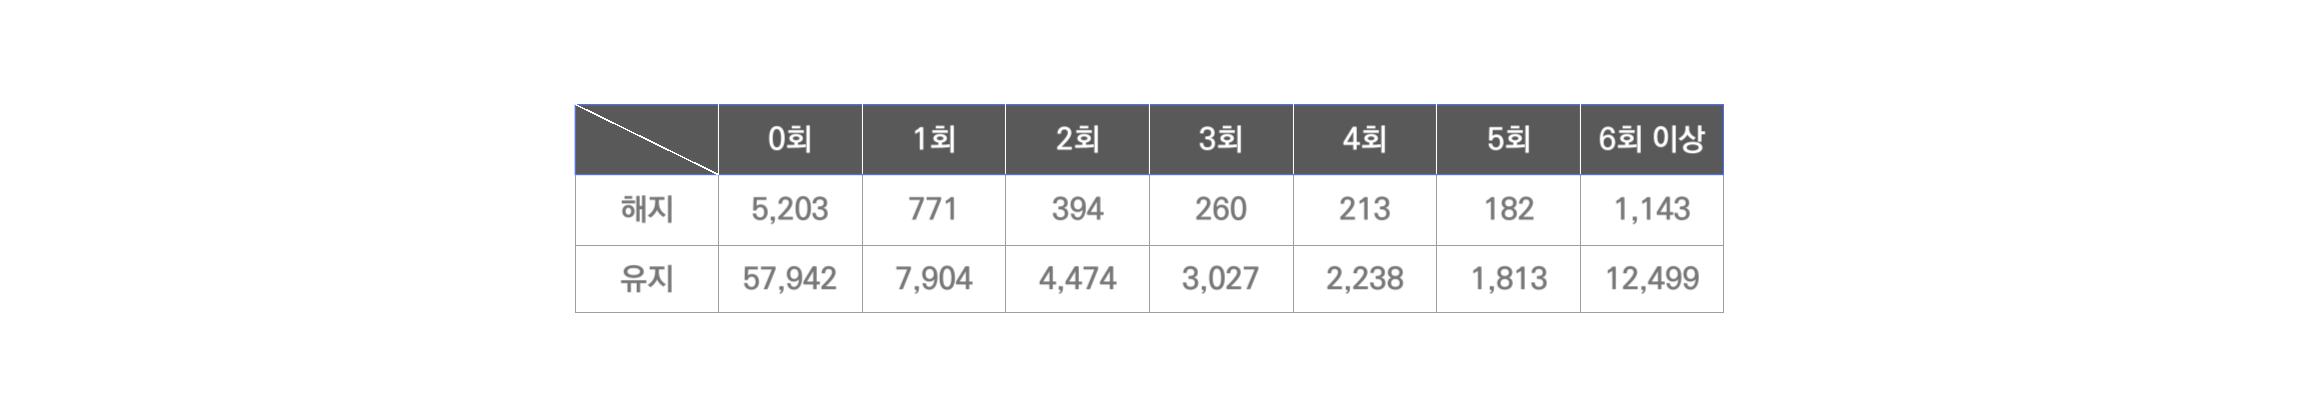 0회 1회 2회 3회 4회 5회 6회 이상
해지 5,203 771 394 260 213 182 1,143
유지 57,942 7,904 4,474 3,027 2,238 1,813 12,499